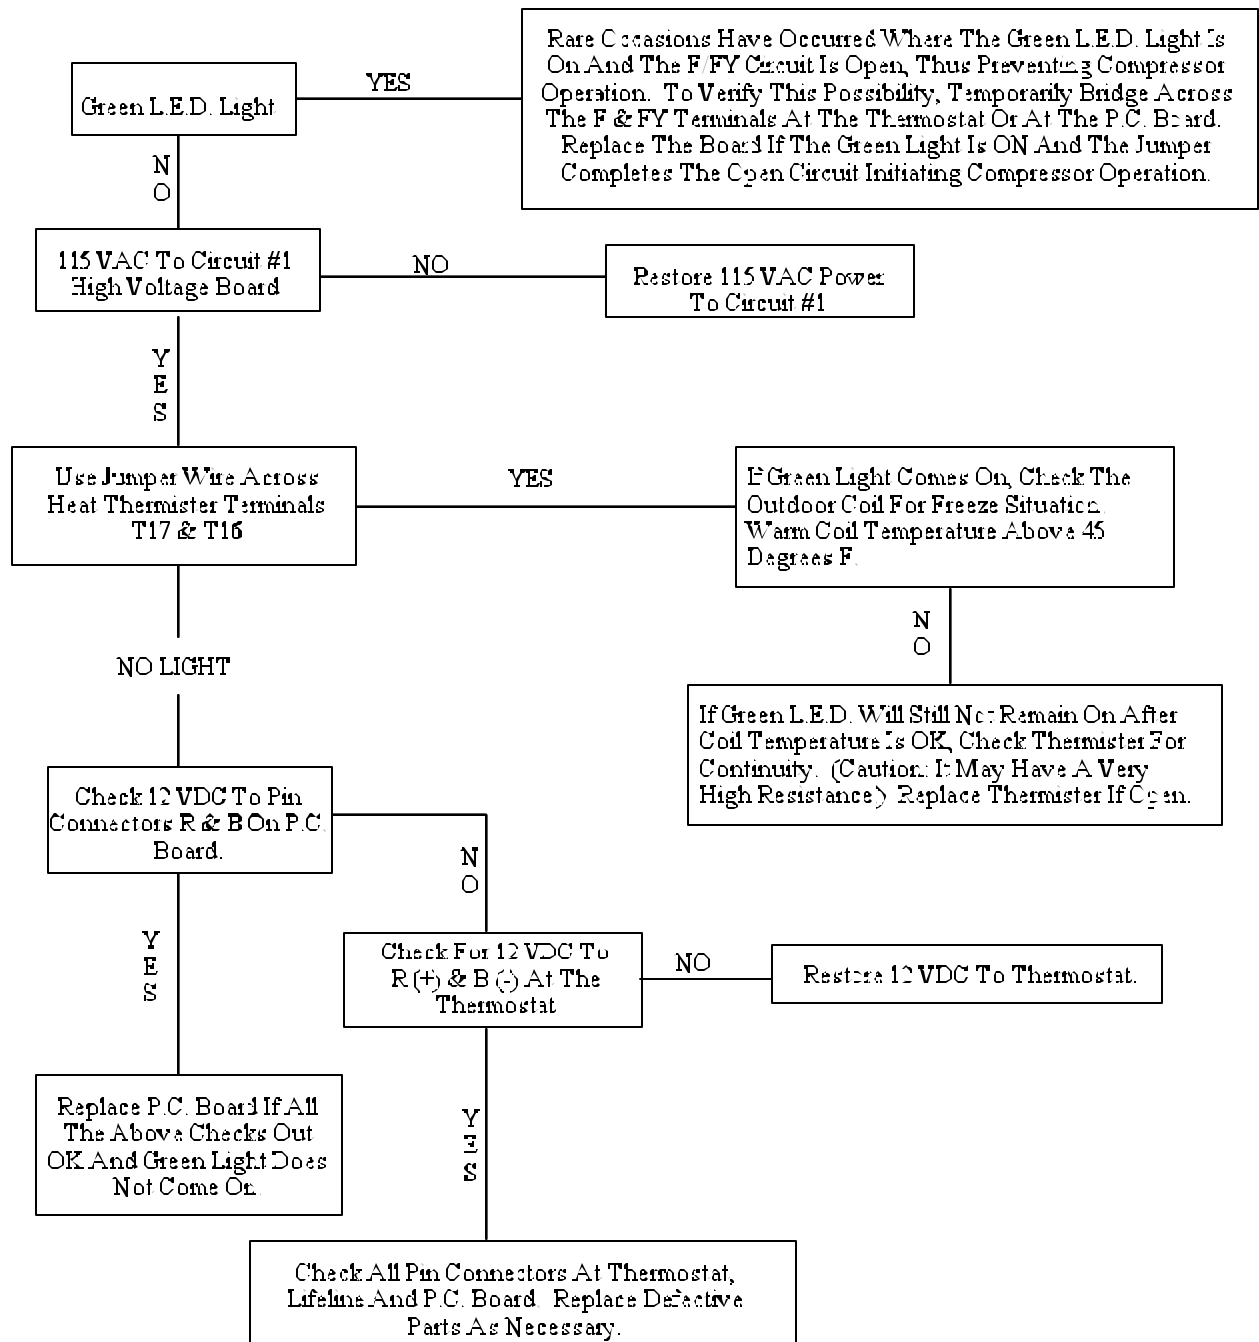 Rare Occasions Have Occurred Where The Green L.E.D. Light Is
On And The F/FY Circuit Is Open, Thus Preventing Compressor
Operation. To Verify This Possibility, Temporarily Bridge Across
The F & FY Terminals At The Thermostat Or At The P.C. Board.
Replace The Board If The Green Light Is ON And The Jumper
Completes The Open Circuit Initiating Compressor Operation.
Green L.E.D. Light
YES
NO
115 VAC To Circuit #1
High Voltage Board
NO
Restore 115 VAC Power
To Circuit #1
YES
Use Jumper Wire Across
Heat Thermister Terminals
T17 & T16
YES
If Green Light Comes On, Check The
Outdoor Coil For Freeze Situation.
Warm Coil Temperature Above 45
Degrees F.
NO
If Green L.E.D. Will Still Not Remain On After
Coil Temperature Is OK, Check Thermister For
Continuity. (Caution: It May Have A Very
High Resistance.) Replace Thermister If Open.
NO LIGHT
Check 12 VDC To Pin
Connectors R & B On P.C.
Board.
NO
YES
Check For 12 VDC To
R (+) & B (-) At The
Thermostat
NO
Restore 12 VDC To Thermostat.
Replace P.C. Board If All
The Above Checks Out
OK And Green Light Does
Not Come On.
YES
Check All Pin Connectors At Thermostat,
Lifeline And P.C. Board. Replace Defective
Parts As Necessary.